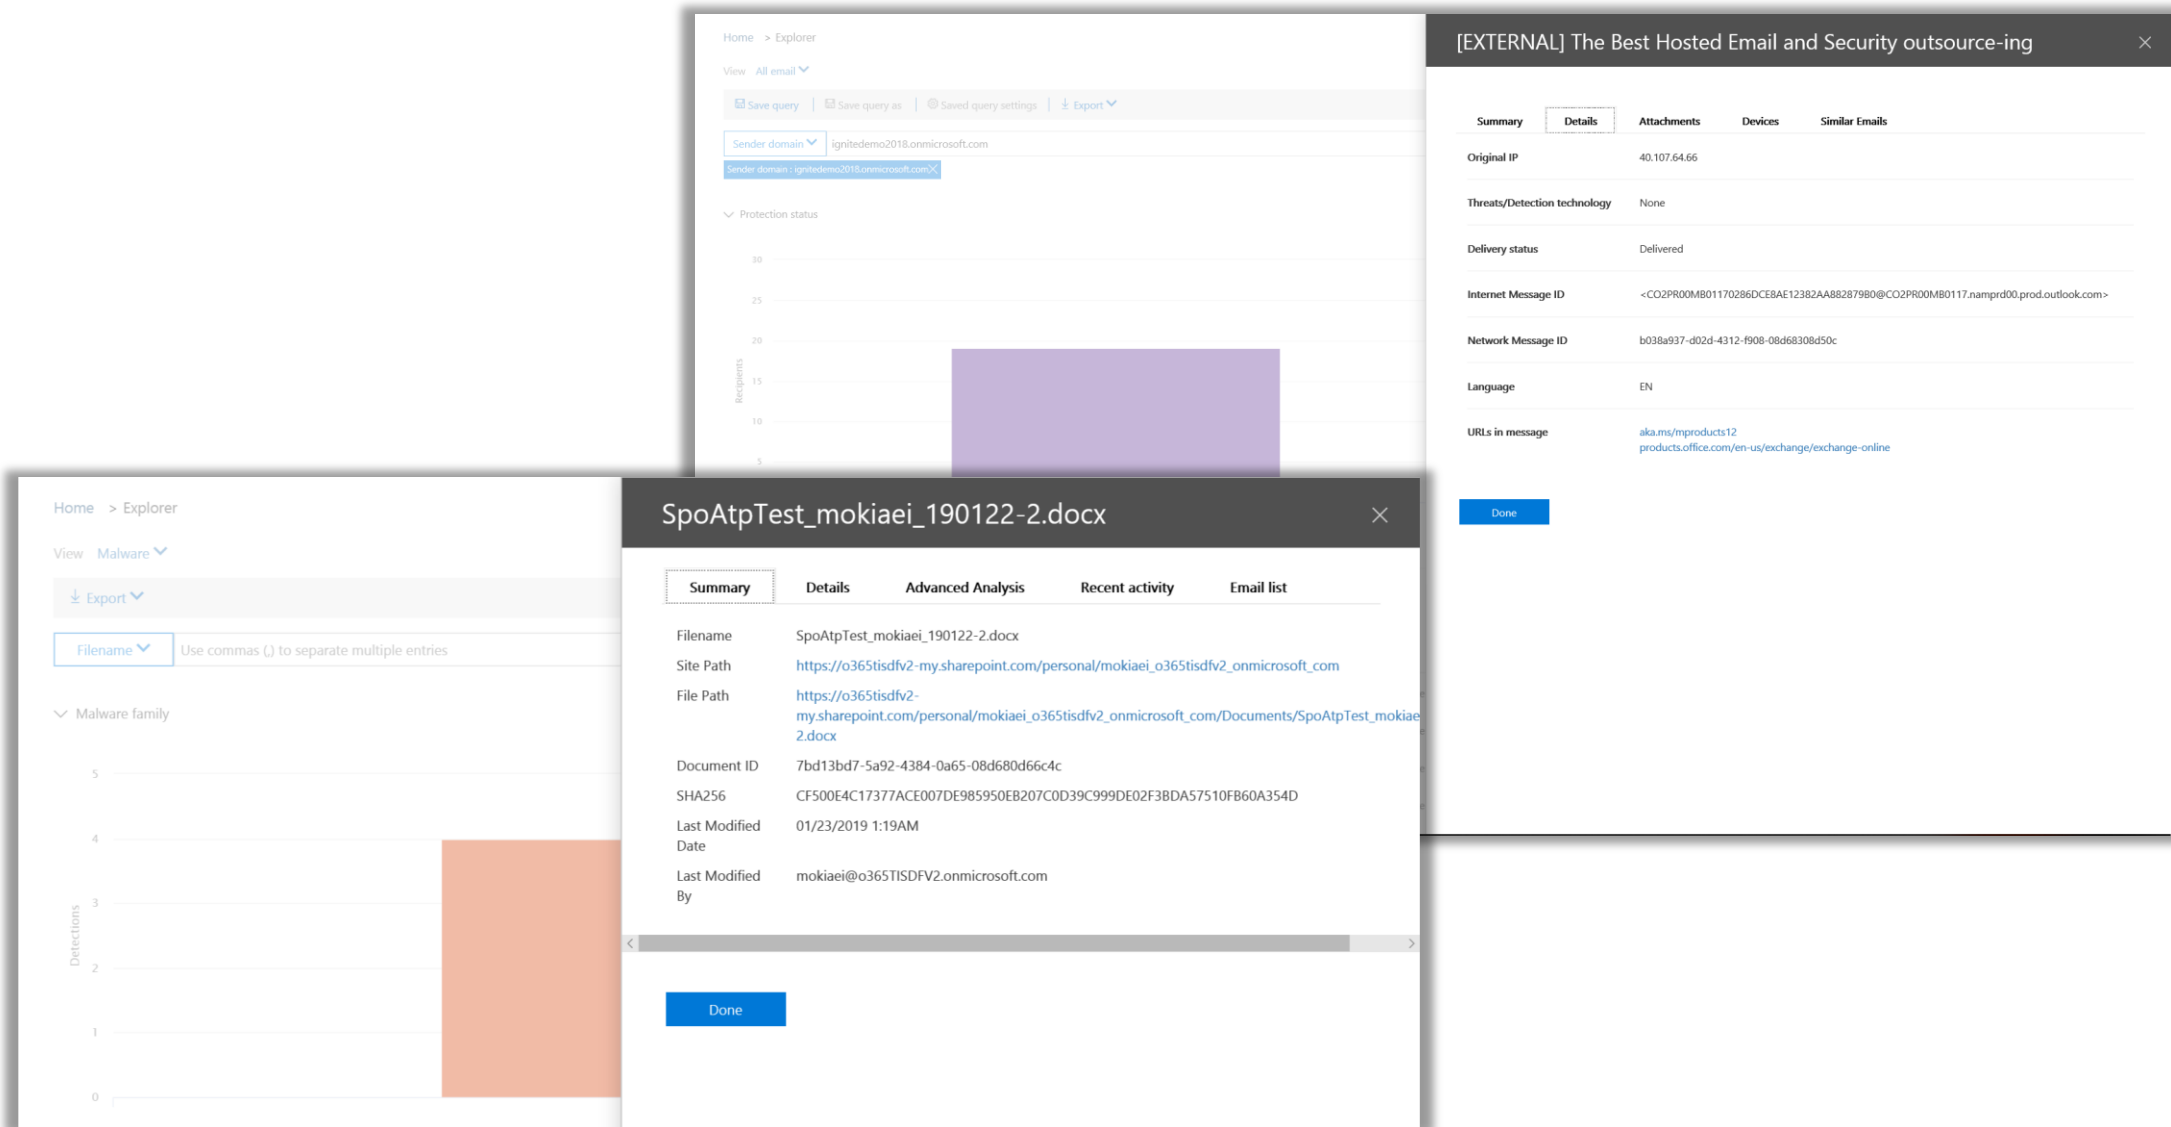 Home > Explorer
View All email
Save query | Save query as | Saved query settings | Export
Sender domain ignitedemo2018.onmicrosoft.com
Sender domain : ignitedemo2018.onmicrosoft.com
Protection status
30
25
20
15
10
5
Recipients
[EXTERNAL] The Best Hosted Email and Security outsource-ing
Summary Details Attachments Devices Similar Emails
Original IP 40.107.64.66
Threats/Detection technology None
Delivery status Delivered
Internet Message ID <CO2PR00MB01170286DCE8AE12382AA882879B0@CO2PR00MB0117.namprd00.prod.outlook.com>
Network Message ID b038a937-d02d-4312-f908-08d68308d50c
Language EN
URLs in message aka.ms/mproducts12
products.office.com/en-us/exchange/exchange-online
Done
Home > Explorer
View Malware
Export
Filename Use commas (,) to separate multiple entries
Malware family
5
4
3
2
1
0
Detections
SpoAtpTest_mokiaei_190122-2.docx
Summary Details Advanced Analysis Recent activity Email list
Filename SpoAtpTest_mokiaei_190122-2.docx
Site Path https://o365tisdfv2-my.sharepoint.com/personal/mokiaei_o365tisdfv2_onmicrosoft_com
File Path https://o365tisdfv2-
my.sharepoint.com/personal/mokiaei_o365tisdfv2_onmicrosoft_com/Documents/SpoAtpTest_mokiae
2.docx
Document ID 7bd13bd7-5a92-4384-0a65-08d680d66c4c
SHA256 CF500E4C17377ACE007DE985950EB207C0D39C999DE02F3BDA57510FB60A354D
Last Modified 01/23/2019 1:19AM
Date
Last Modified mokiaei@o365TISDFV2.onmicrosoft.com
By
Done